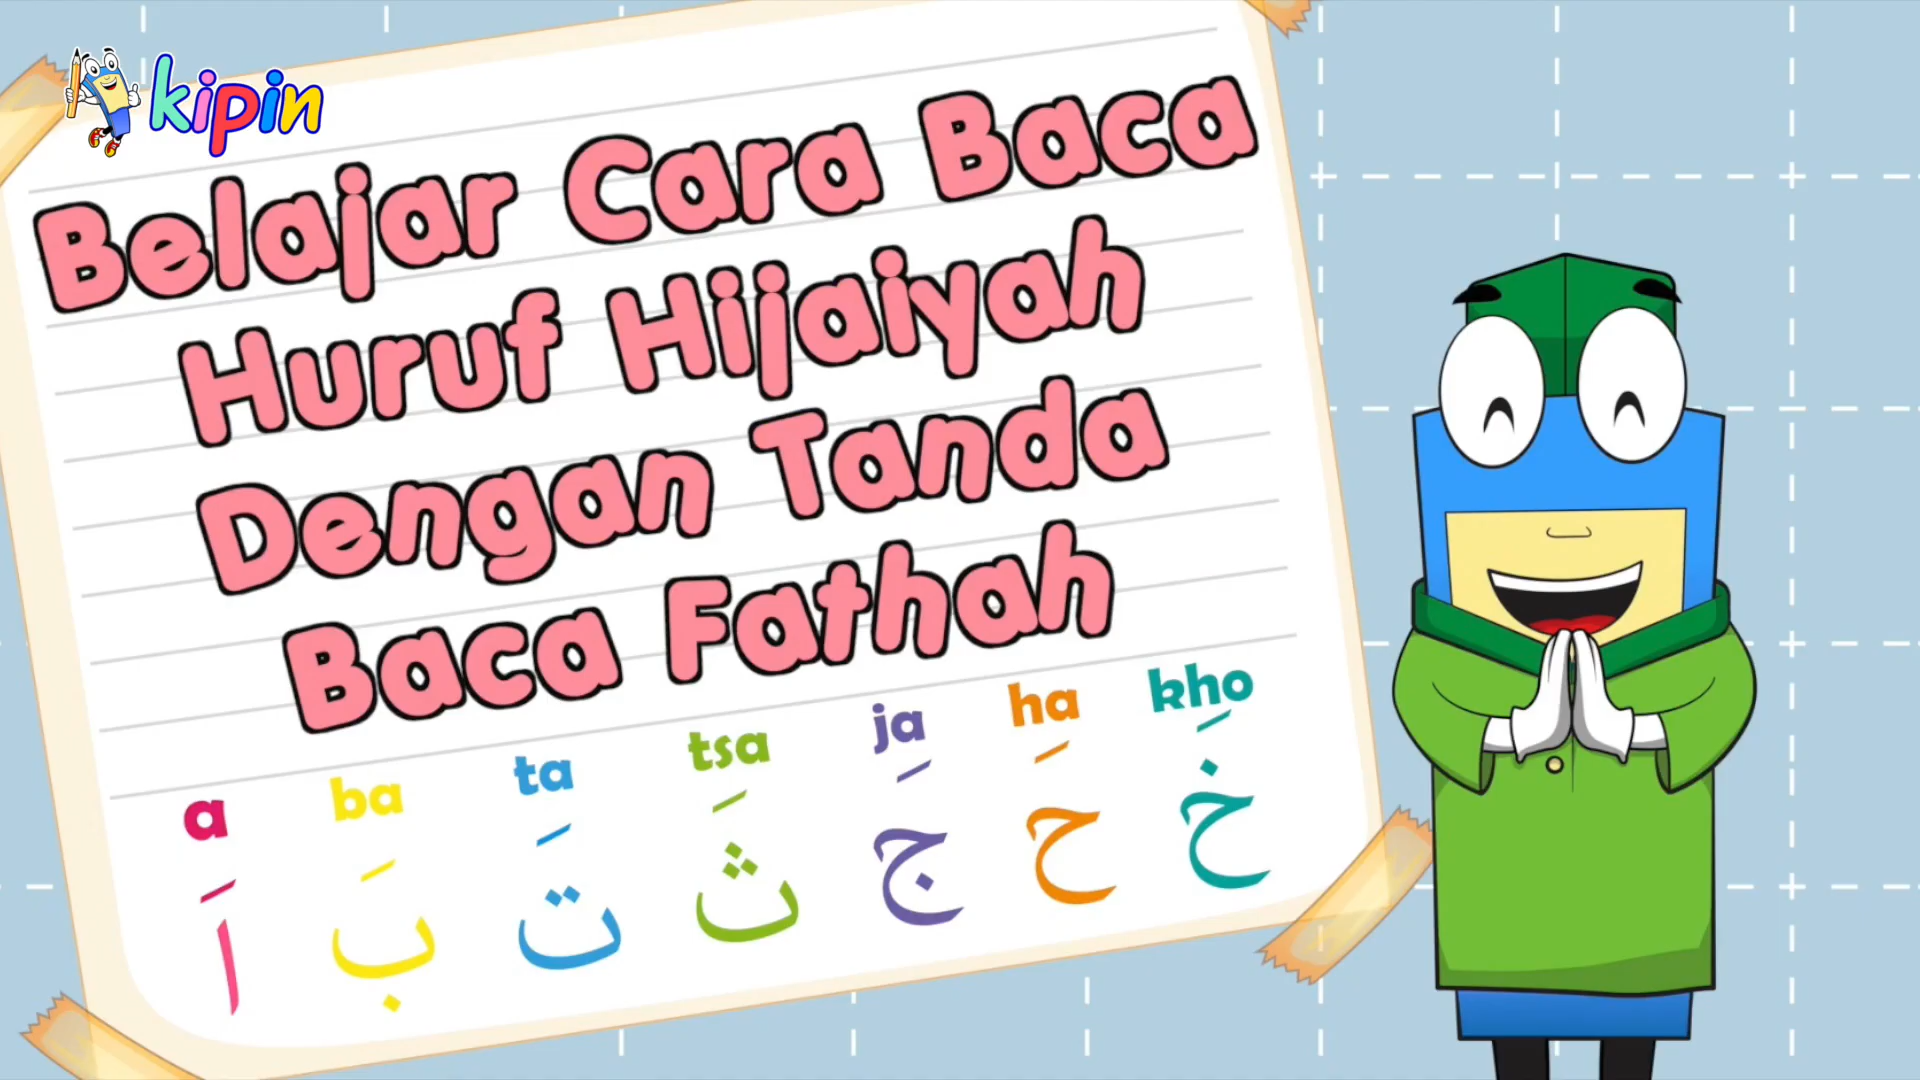 kipin
Belajar Cara Baca
Huruf Hijaiyah
Dengan Tanda
Baca Fathah
a ba ta tsa ja ha kho
اَ بَ تَ ثَ جَ حَ خَ